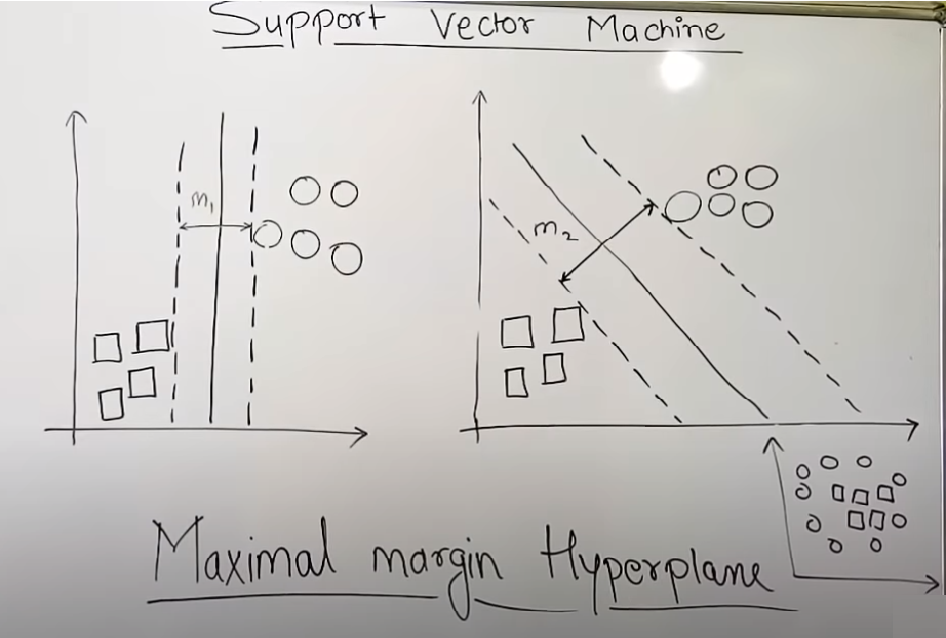 Support Vector Machine
m₁
m₂
Maximal margin Hyperplane